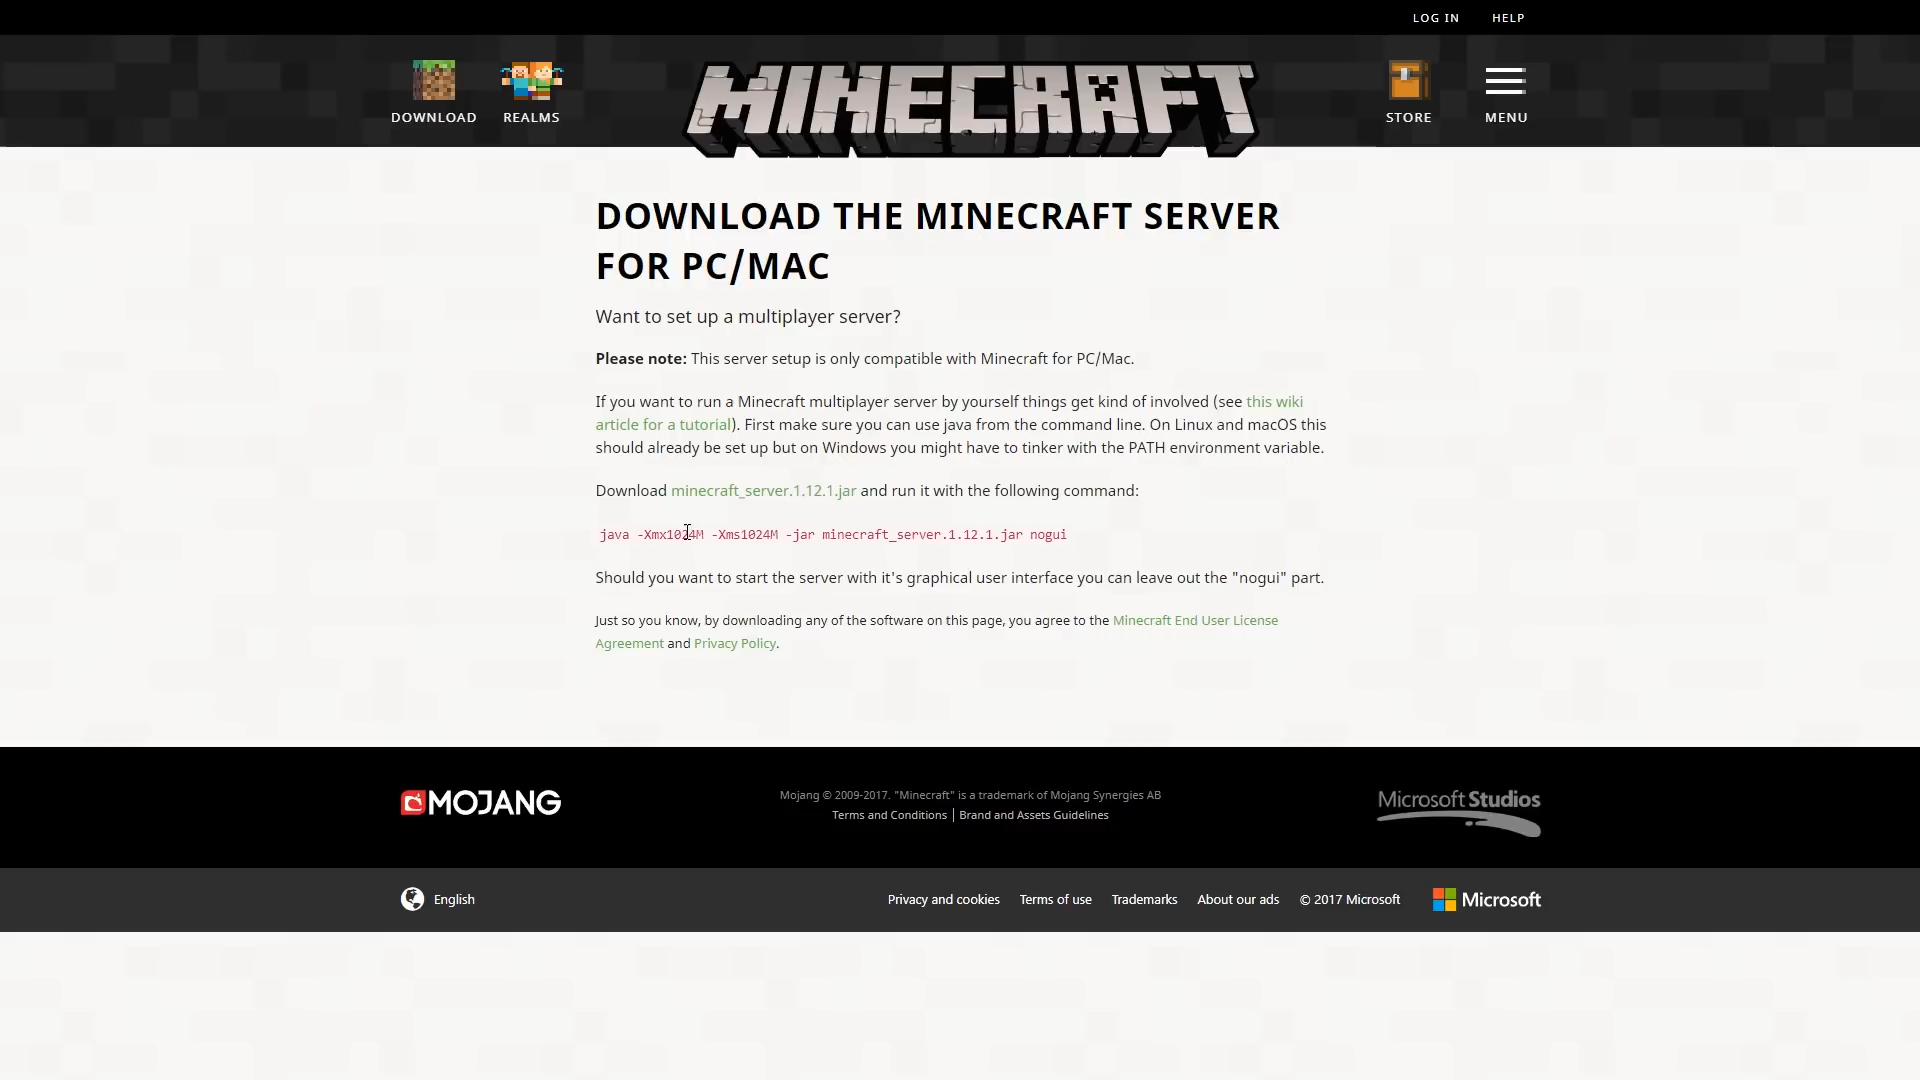 LOG IN HELP
DOWNLOAD REALMS MINECRAFT STORE MENU
DOWNLOAD THE MINECRAFT SERVER
FOR PC/MAC
Want to set up a multiplayer server?
Please note: This server setup is only compatible with Minecraft for PC/Mac.
If you want to run a Minecraft multiplayer server by yourself things get kind of involved (see this wiki
article for a tutorial). First make sure you can use java from the command line. On Linux and macOS this
should already be set up but on Windows you might have to tinker with the PATH environment variable.
Download minecraft_server.1.12.1.jar and run it with the following command:
java -Xmx1024M -Xms1024M -jar minecraft_server.1.12.1.jar nogui
Should you want to start the server with it's graphical user interface you can leave out the "nogui" part.
Just so you know, by downloading any of the software on this page, you agree to the Minecraft End User License
Agreement and Privacy Policy.
MOJANG
Mojang © 2009-2017. "Minecraft" is a trademark of Mojang Synergies AB
Terms and Conditions | Brand and Assets Guidelines
Microsoft Studios
English
Privacy and cookies Terms of use Trademarks About our ads © 2017 Microsoft Microsoft